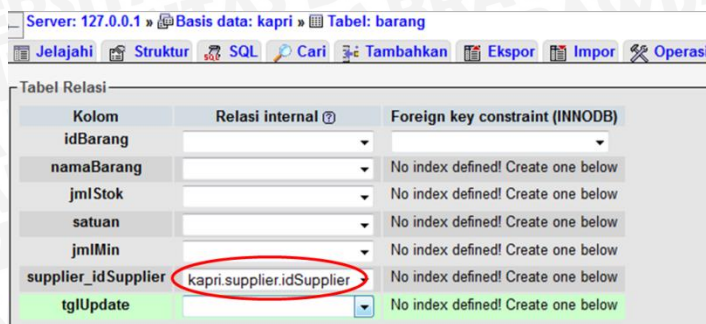 Server: 127.0.0.1 » Basis data: kapri » Tabel: barang
Jelajahi Struktur SQL Cari Tambahkan Ekspor Impor Operasi
Tabel Relasi
Kolom Relasi internal Foreign key constraint (INNODB)
idBarang
namaBarang No index defined! Create one below
jmlStok No index defined! Create one below
satuan No index defined! Create one below
jmlMin No index defined! Create one below
supplier_idSupplier kapri.supplier.idSupplier No index defined! Create one below
tglUpdate No index defined! Create one below